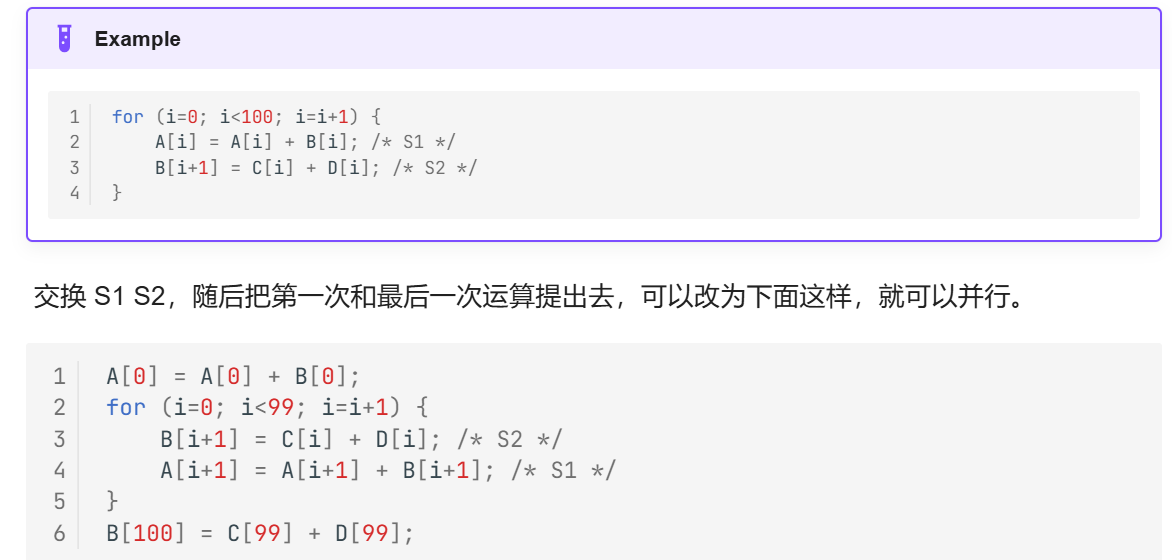 Example
1 for (i=0; i<100; i=i+1) {
2     A[i] = A[i] + B[i]; /* S1 */
3     B[i+1] = C[i] + D[i]; /* S2 */
4 }
交换 S1 S2，随后把第一次和最后一次运算提出去，可以改为下面这样，就可以并行。
1 A[0] = A[0] + B[0];
2 for (i=0; i<99; i=i+1) {
3     B[i+1] = C[i] + D[i]; /* S2 */
4     A[i+1] = A[i+1] + B[i+1]; /* S1 */
5 }
6 B[100] = C[99] + D[99];